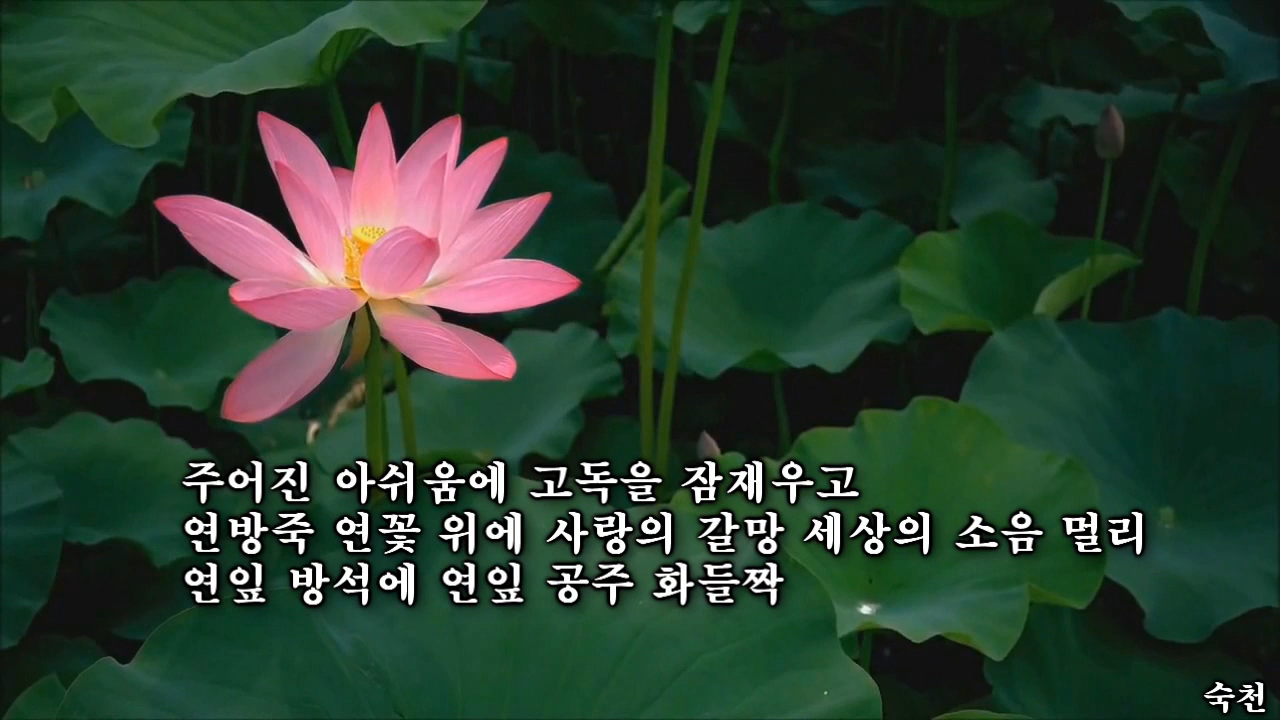 주어진 아쉬움에 고독을 잠재우고
연방죽 연꽃 위에 사랑의 갈망 세상의 소음 멀리
연잎 방석에 연잎 공주 화들짝
숙천